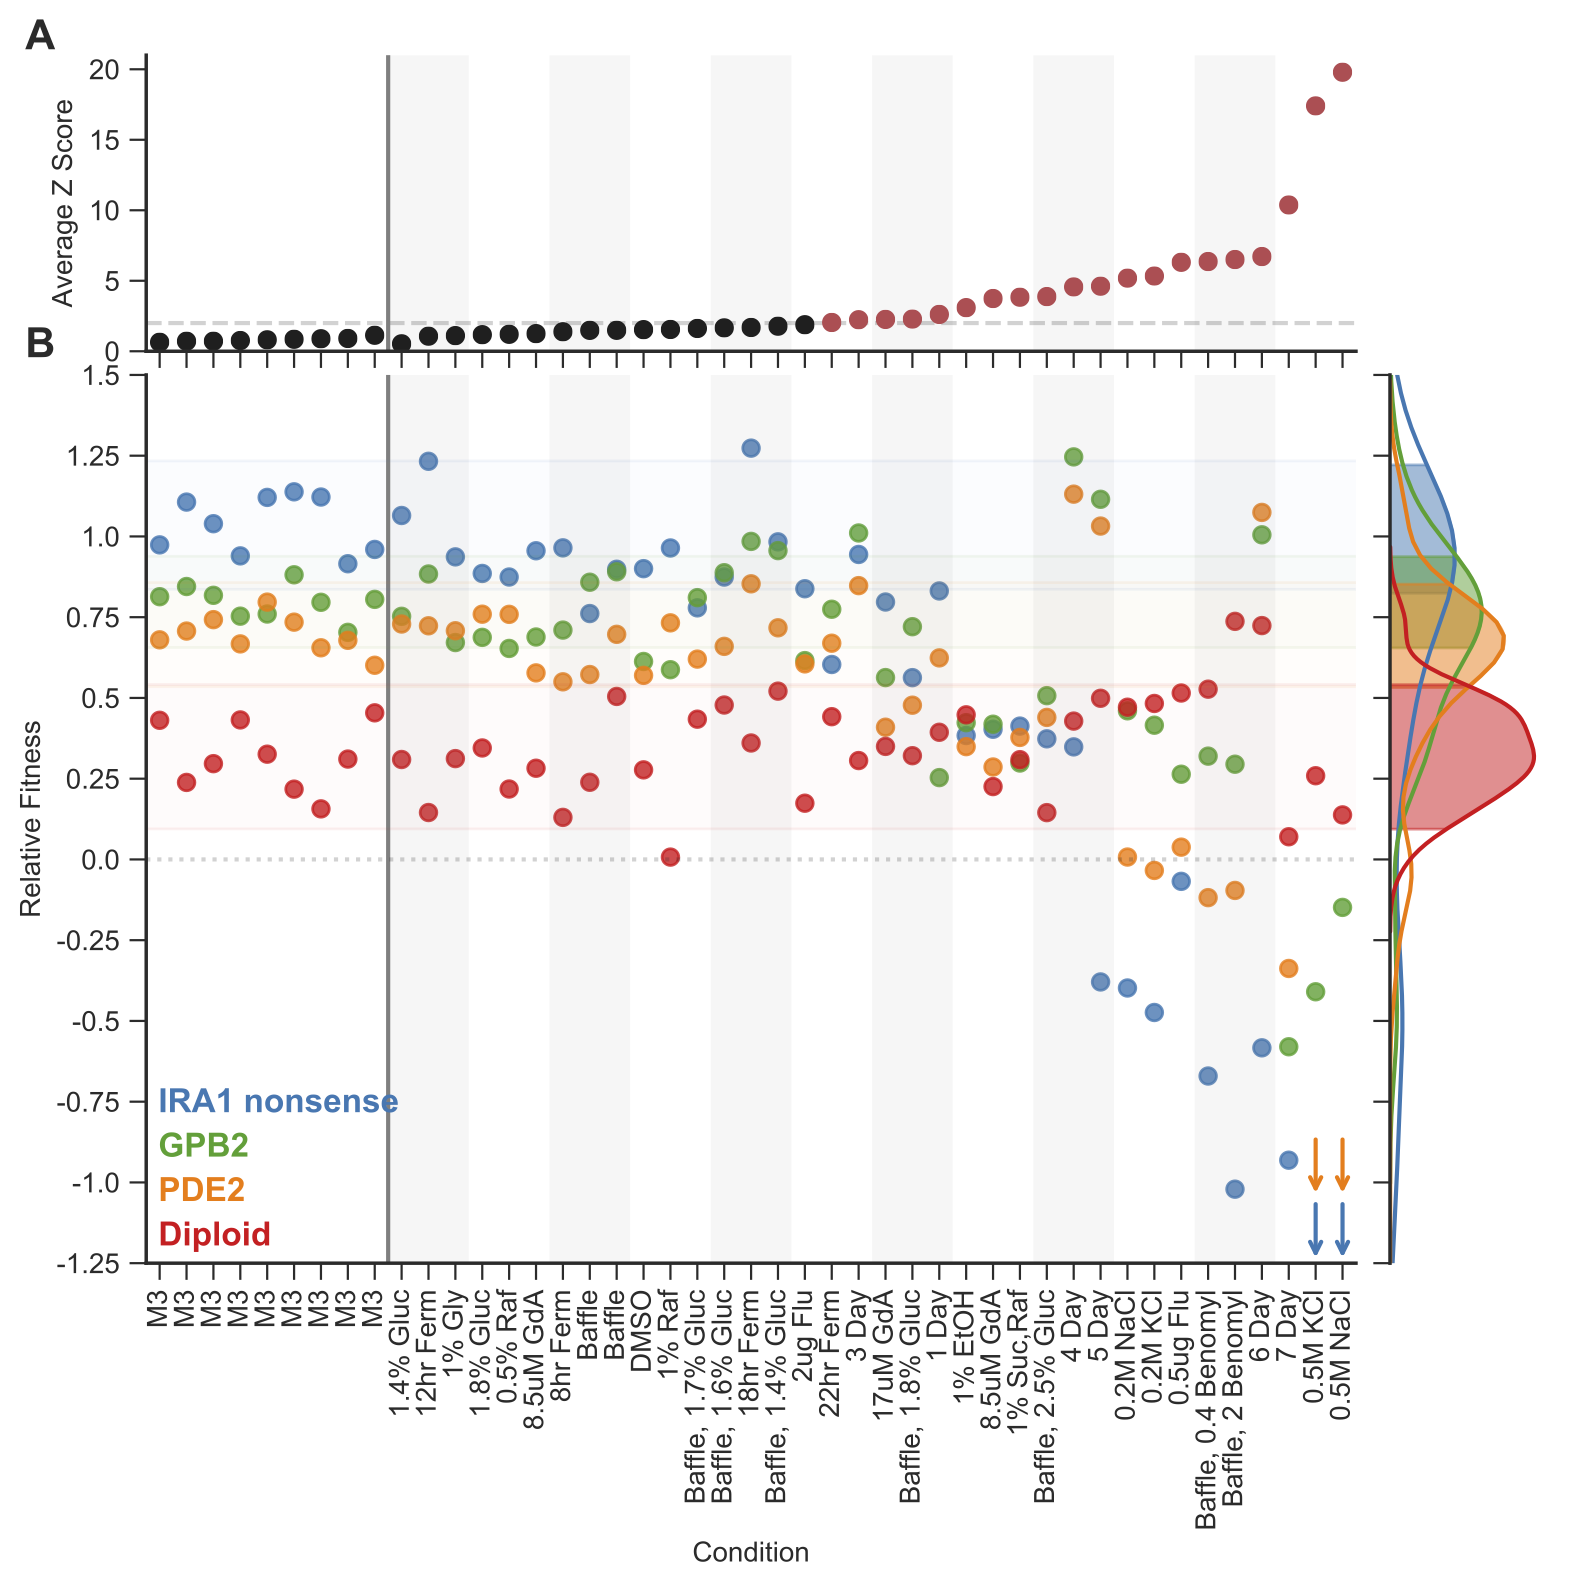 A
20
15
10
5
0
Average Z Score
B
1.5
1.25
1.0
0.75
0.5
0.25
0.0
-0.25
-0.5
-0.75
-1.0
-1.25
Relative Fitness
IRA1 nonsense
GPB2
PDE2
Diploid
M3
M3
M3
M3
M3
M3
M3
M3
M3
1.4% Gluc
12hr Ferm
1% Gly
1.8% Gluc
0.5% Raf
8.5uM GdA
8hr Ferm
Baffle
Baffle
DMSO
1% Raf
Baffle, 1.7% Gluc
Baffle, 1.6% Gluc
18hr Ferm
Baffle, 1.4% Gluc
2ug Flu
22hr Ferm
3 Day
17uM GdA
Baffle, 1.8% Gluc
1 Day
1% EtOH
8.5uM GdA
1% Suc,Raf
Baffle, 2.5% Gluc
4 Day
5 Day
0.2M NaCl
0.2M KCl
0.5ug Flu
Baffle, 0.4 Benomyl
Baffle, 2 Benomyl
6 Day
7 Day
0.5M KCl
0.5M NaCl
Condition